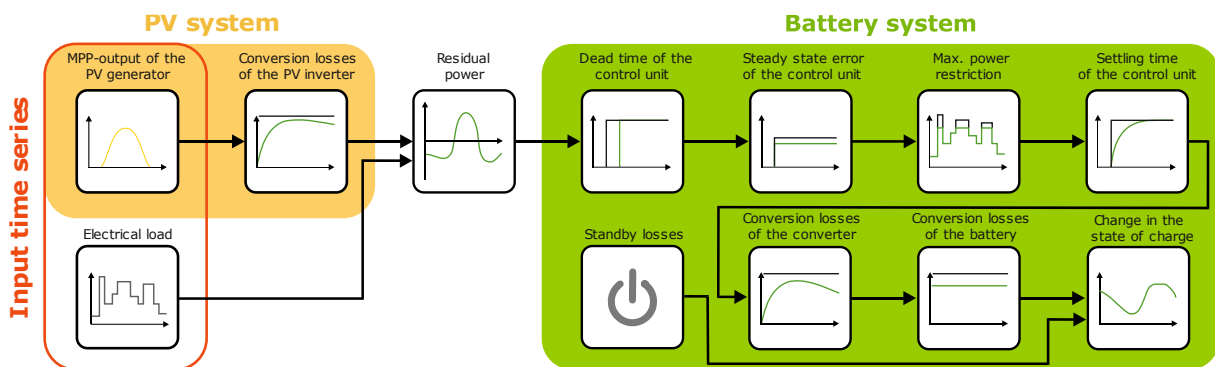 PV system
Battery system
Input time series
MPP-output of the
PV generator
Conversion losses
of the PV inverter
Residual
power
Dead time of the
control unit
Steady state error
of the control unit
Max. power
restriction
Settling time
of the control unit
Electrical load
Standby losses
Conversion losses
of the converter
Conversion losses
of the battery
Change in the
state of charge